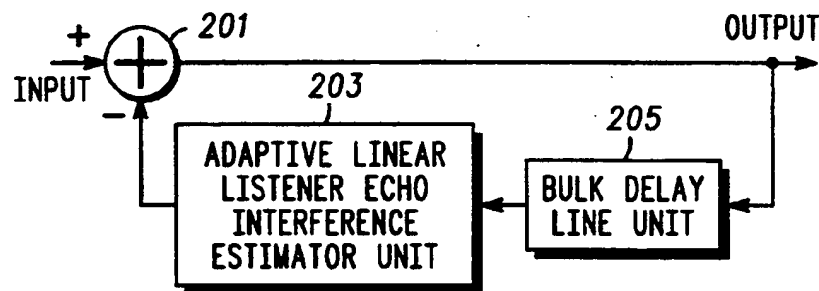 201
OUTPUT
+
INPUT
+
−
203
205
ADAPTIVE LINEAR
LISTENER ECHO
INTERFERENCE
ESTIMATOR UNIT
BULK DELAY
LINE UNIT